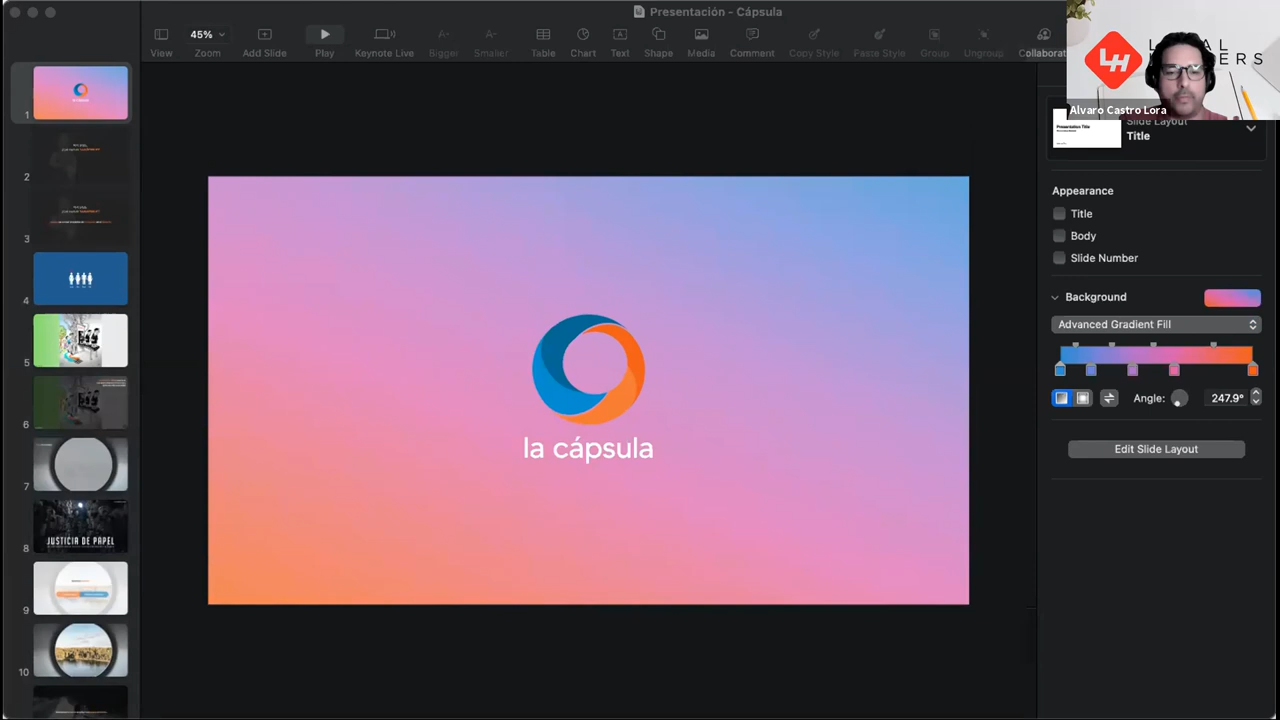 Presentación - Cápsula
45%
View
Zoom
Add Slide
Play
Keynote Live
Bigger
Smaller
Table
Chart
Text
Shape
Media
Comment
Copy Style
Paste Style
Group
Ungroup
Collaborat
LH
Alvaro Castro Lora
Slide Layout
Title
Presentation Title
Appearance
Title
Body
Slide Number
Background
Advanced Gradient Fill
Angle:
247.9°
Edit Slide Layout
la cápsula
1
2
3
4
5
6
7
JUSTICIA DE PAPEL
8
9
10